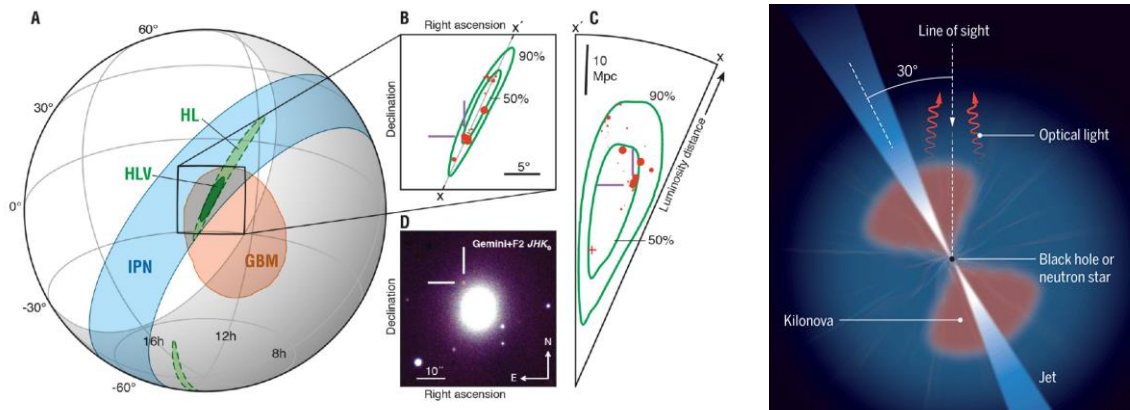 A
60°
30°
0°
-30°
-60°
HL
HLV
IPN
GBM
16h
12h
8h
B
Right ascension
X´
Declination
90%
50%
5°
X
C
X´
X
10
Mpc
90%
Luminosity distance
50%
D
Gemini+F2 JHKs
Declination
10"
N
E
Right ascension
Line of sight
30°
Optical light
Black hole or
neutron star
Kilonova
Jet